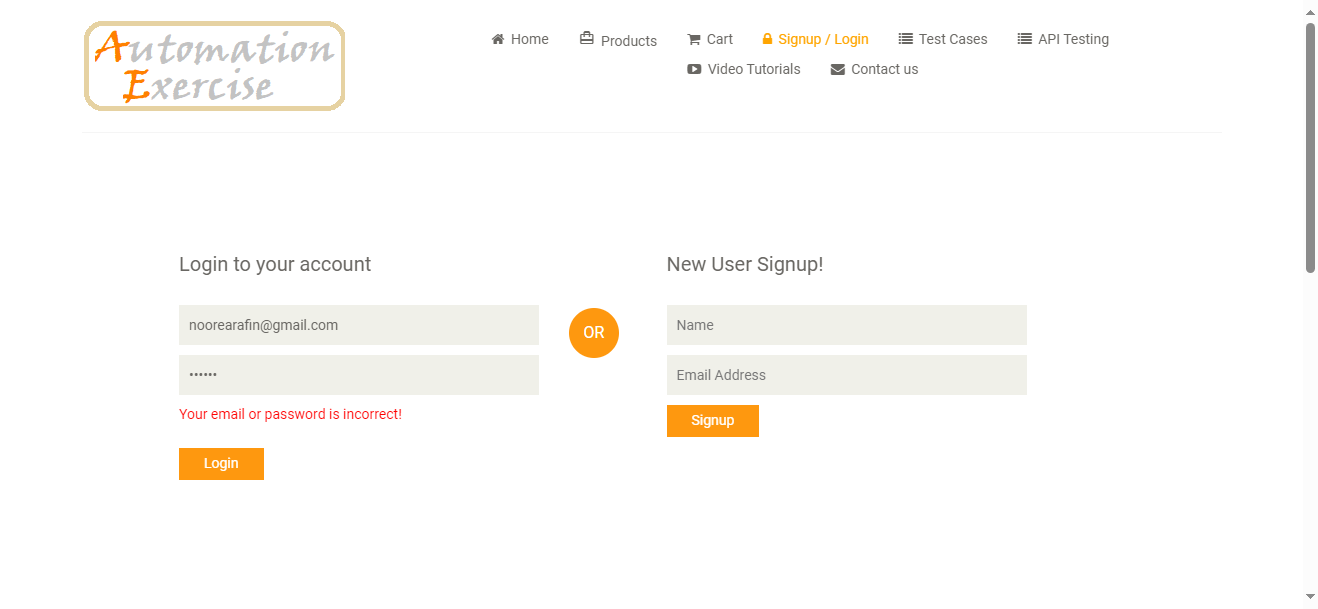 Automation
Exercise
Home
Products
Cart
Signup / Login
Test Cases
API Testing
Video Tutorials
Contact us
Login to your account
noorearafin@gmail.com
••••••
Your email or password is incorrect!
Login
OR
New User Signup!
Name
Email Address
Signup